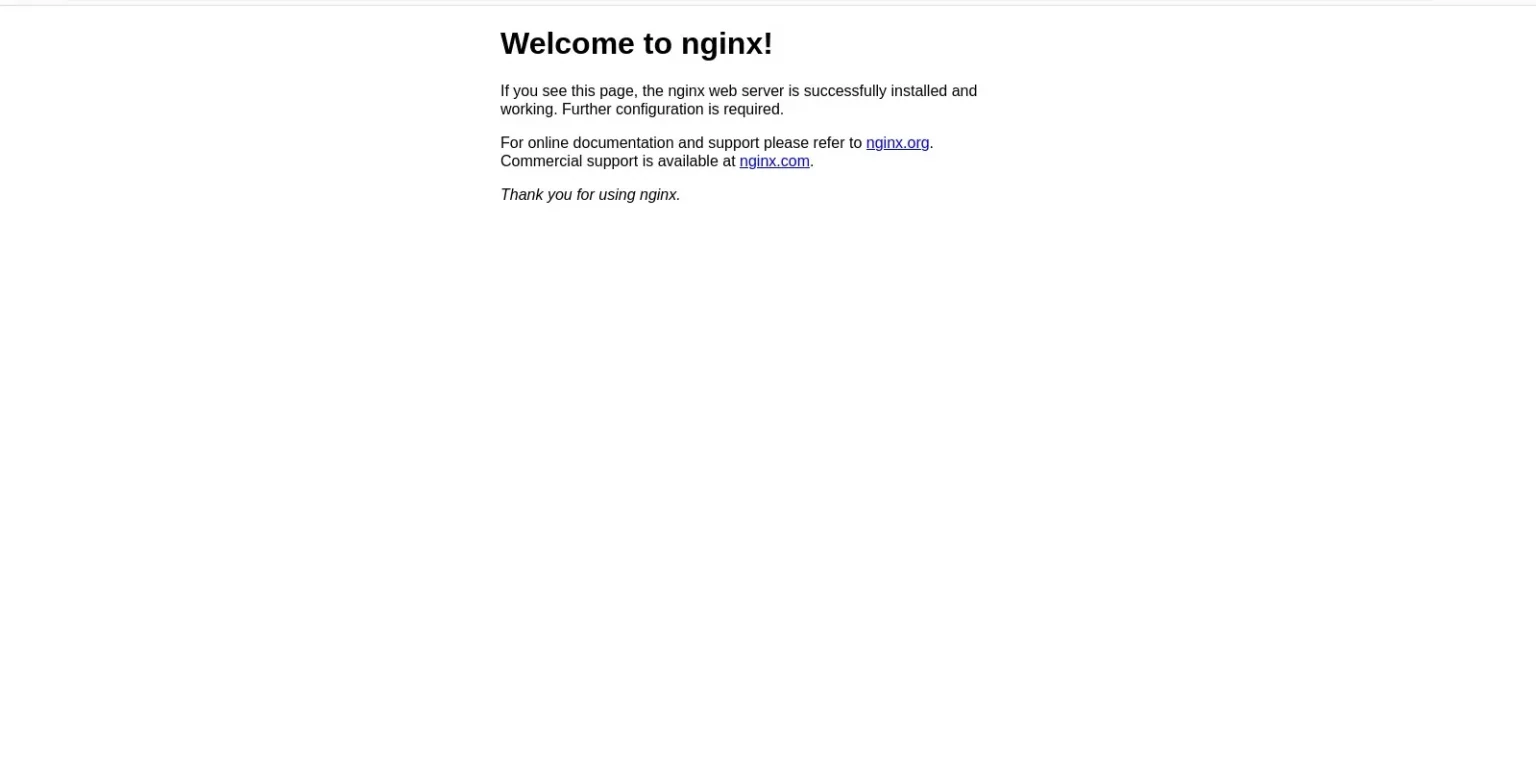 Welcome to nginx!
If you see this page, the nginx web server is successfully installed and
working. Further configuration is required.
For online documentation and support please refer to nginx.org.
Commercial support is available at nginx.com.
Thank you for using nginx.